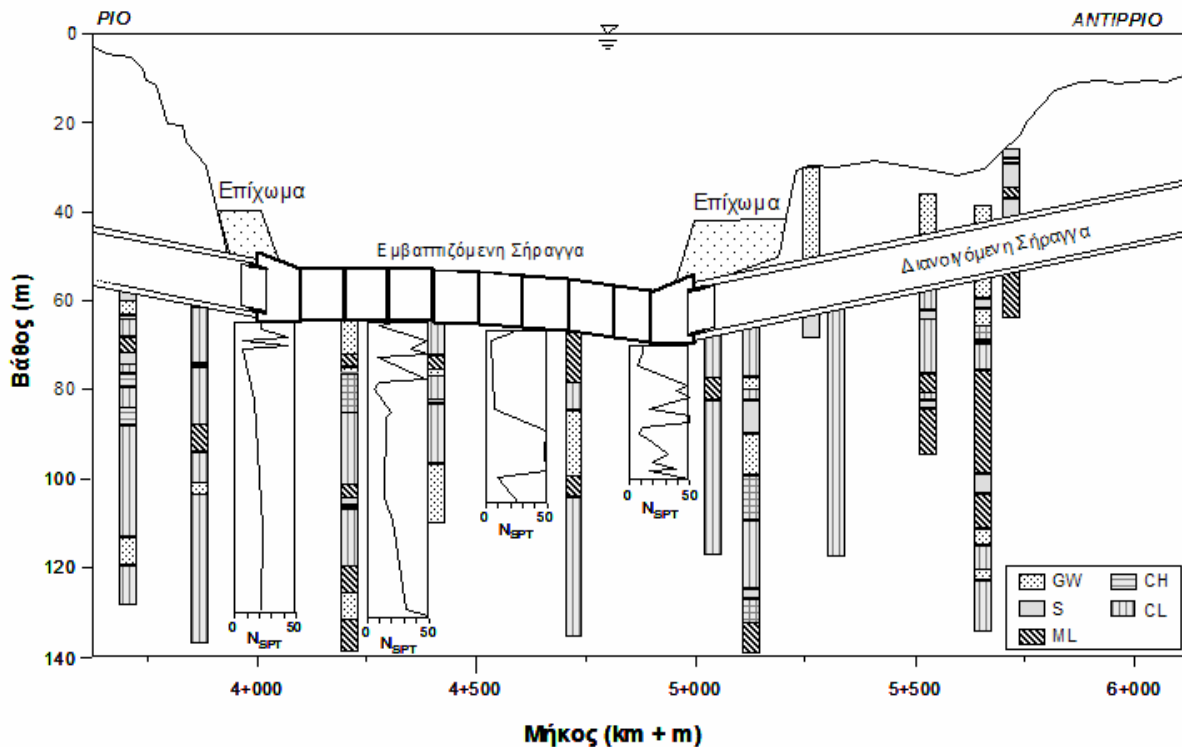 ΡΙΟ
ΑΝΤΙΡΡΙΟ
0
20
40
60
80
100
120
140
Βάθος (m)
Επίχωμα
Εμβαπτιζόμενη Σήραγγα
Επίχωμα
Διανοιγόμενη Σήραγγα
0 50
NSPT
0 50
NSPT
0 50
NSPT
0 50
NSPT
GW CH
S CL
ML
4+000 4+500 5+000 5+500 6+000
Μήκος (km + m)